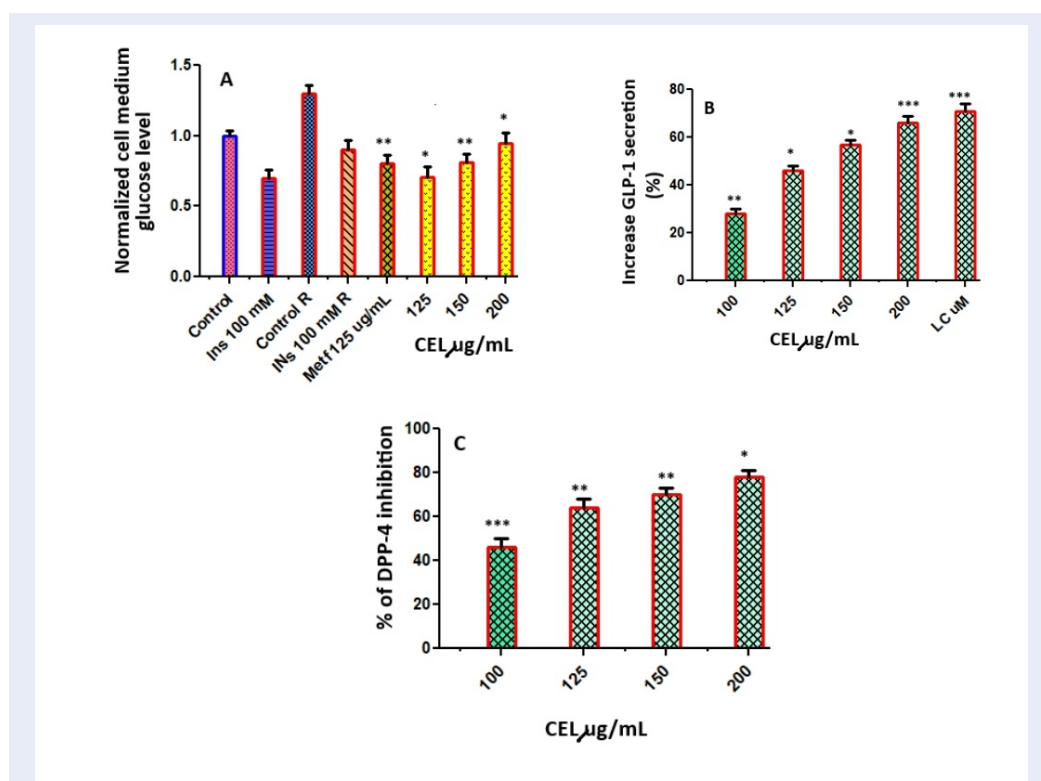 A
Normalized cell medium
glucose level
1.5
1.0
0.5
0.0
** * ** *
Control
Ins 100 mM
Control R
INs 100 mM R
Metf 125 ug/mL
125
150
200
CEL,µg/mL
B
Increase GLP-1 secretion
(%)
80
60
40
20
0
** * * *** ***
100
125
150
200
LC uM
CEL,µg/mL
C
% of DPP-4 inhibition
100
80
60
40
20
0
*** ** ** *
100
125
150
200
CEL,µg/mL